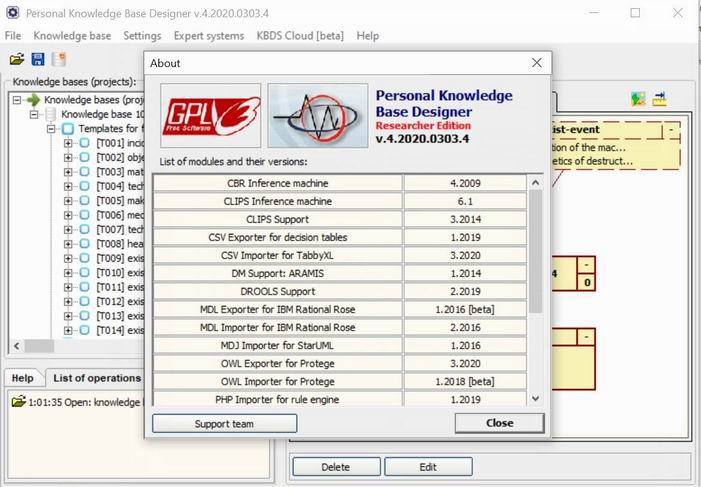 Personal Knowledge Base Designer v.4.2020.0303.4
File Knowledge base Settings Expert systems KBDS Cloud [beta] Help
Knowledge bases (projects):
Knowledge bases (proj
Knowledge base 10
Templates for f
[T001] incid
[T002] obje
[T003] mat
[T004] tech
[T005] mak
[T006] mec
[T007] tech
[T008] hea
[T009] exis
[T010] exis
[T011] exis
[T012] exis
[T013] exis
[T014] exis
Help List of operations
1:01:35 Open: knowledge
About
GPL v3
Free Software
Personal Knowledge
Base Designer
Researcher Edition
v.4.2020.0303.4
List of modules and their versions:
CBR Inference machine 4.2009
CLIPS Inference machine 6.1
CLIPS Support 3.2014
CSV Exporter for decision tables 1.2019
CSV Importer for TabbyXL 3.2020
DM Support: ARAMIS 1.2014
DROOLS Support 2.2019
MDL Exporter for IBM Rational Rose 1.2016 [beta]
MDL Importer for IBM Rational Rose 2.2016
MDJ Importer for StarUML 1.2016
OWL Exporter for Protege 3.2020
OWL Importer for Protege 1.2018 [beta]
PHP Importer for rule engine 1.2019
Support team Close
ist-event -
tion of the mac...
etics of destruct...
-
4 0
-
Delete Edit